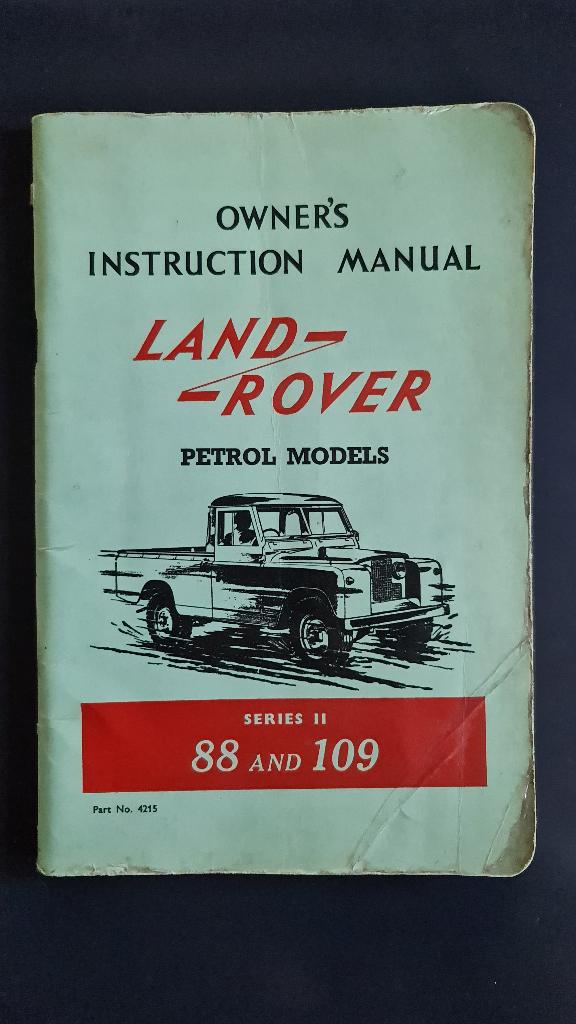 OWNER'S
INSTRUCTION MANUAL
LAND-
-ROVER
PETROL MODELS
SERIES II
88 AND 109
Part No. 4215